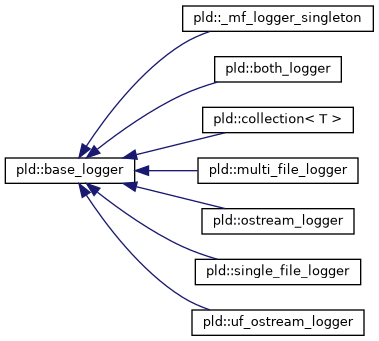 pld::_mf_logger_singleton
pld::both_logger
pld::collection< T >
pld::base_logger
pld::multi_file_logger
pld::ostream_logger
pld::single_file_logger
pld::uf_ostream_logger